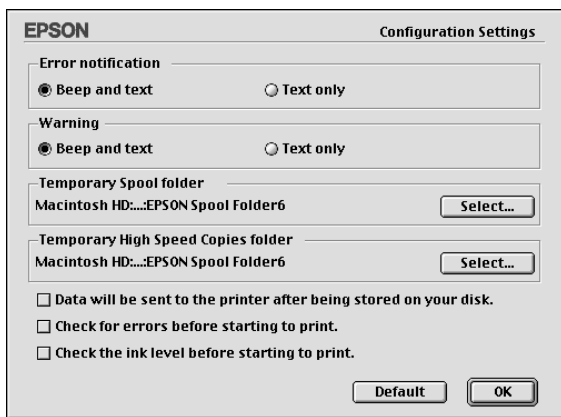 EPSON Configuration Settings
Error notification
Beep and text Text only
Warning
Beep and text Text only
Temporary Spool folder
Macintosh HD:...:EPSON Spool Folder6 Select...
Temporary High Speed Copies folder
Macintosh HD:...:EPSON Spool Folder6 Select...
Data will be sent to the printer after being stored on your disk.
Check for errors before starting to print.
Check the ink level before starting to print.
Default OK